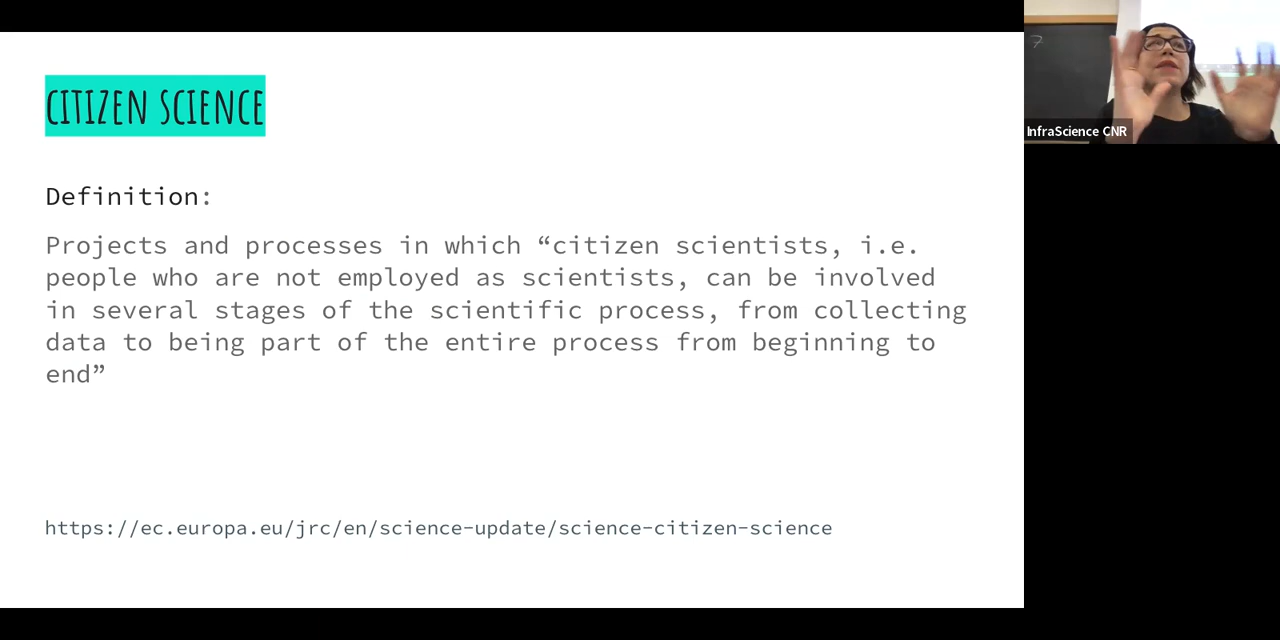 CITIZEN SCIENCE
Definition:
Projects and processes in which “citizen scientists, i.e.
people who are not employed as scientists, can be involved
in several stages of the scientific process, from collecting
data to being part of the entire process from beginning to
end”
https://ec.europa.eu/jrc/en/science-update/science-citizen-science
7
InfraScience CNR